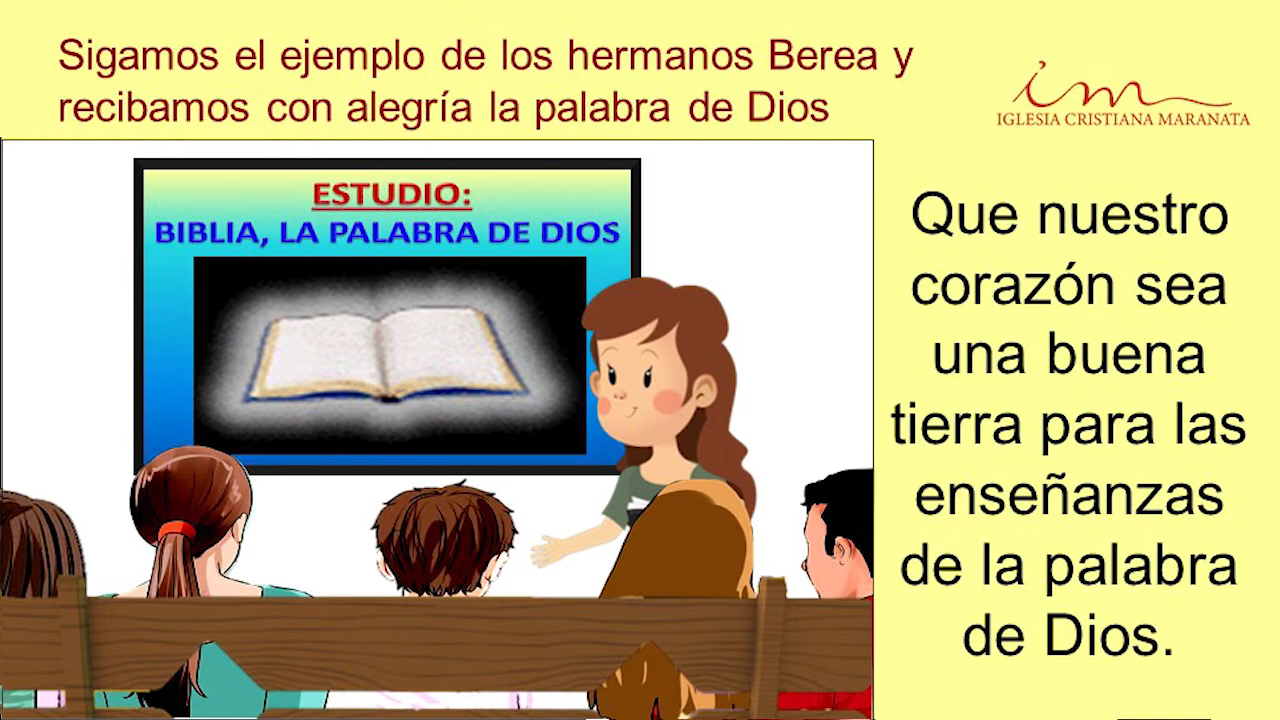 Sigamos el ejemplo de los hermanos Berea y
recibamos con alegría la palabra de Dios
im
IGLESIA CRISTIANA MARANATA
ESTUDIO:
BIBLIA, LA PALABRA DE DIOS
Que nuestro
corazón sea
una buena
tierra para las
enseñanzas
de la palabra
de Dios.